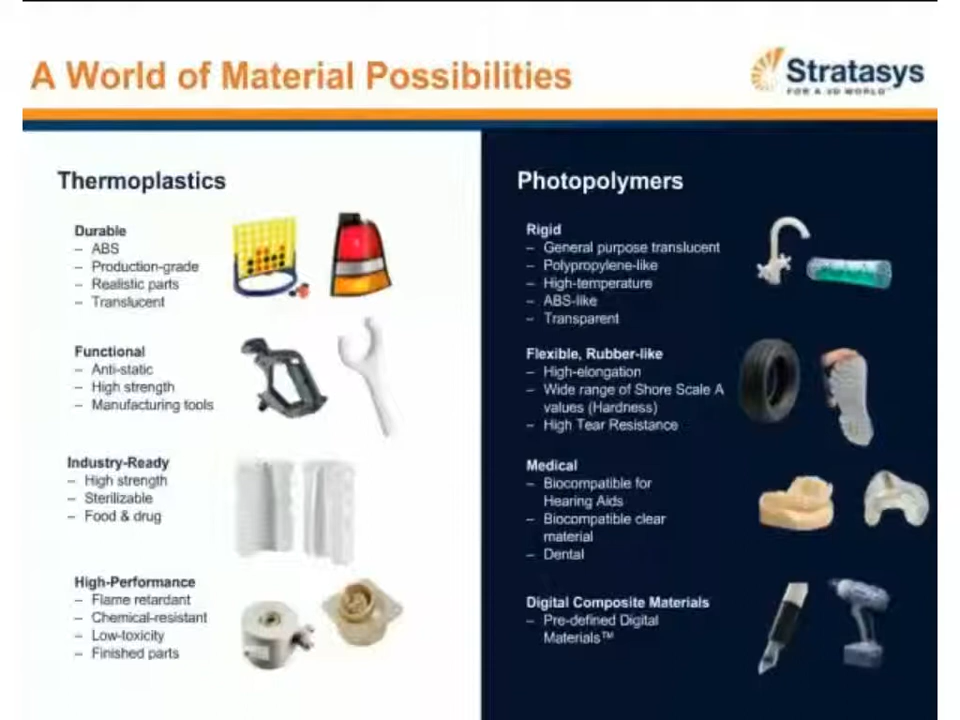 A World of Material Possibilities
Stratasys
FOR A 3D WORLD™
Thermoplastics
Durable
– ABS
– Production-grade
– Realistic parts
– Translucent
Functional
– Anti-static
– High strength
– Manufacturing tools
Industry-Ready
– High strength
– Sterilizable
– Food & drug
High-Performance
– Flame retardant
– Chemical-resistant
– Low-toxicity
– Finished parts
Photopolymers
Rigid
– General purpose translucent
– Polypropylene-like
– High-temperature
– ABS-like
– Transparent
Flexible, Rubber-like
– High-elongation
– Wide range of Shore Scale A
values (Hardness)
– High Tear Resistance
Medical
– Biocompatible for
Hearing Aids
– Biocompatible clear
material
– Dental
Digital Composite Materials
– Pre-defined Digital
Materials™